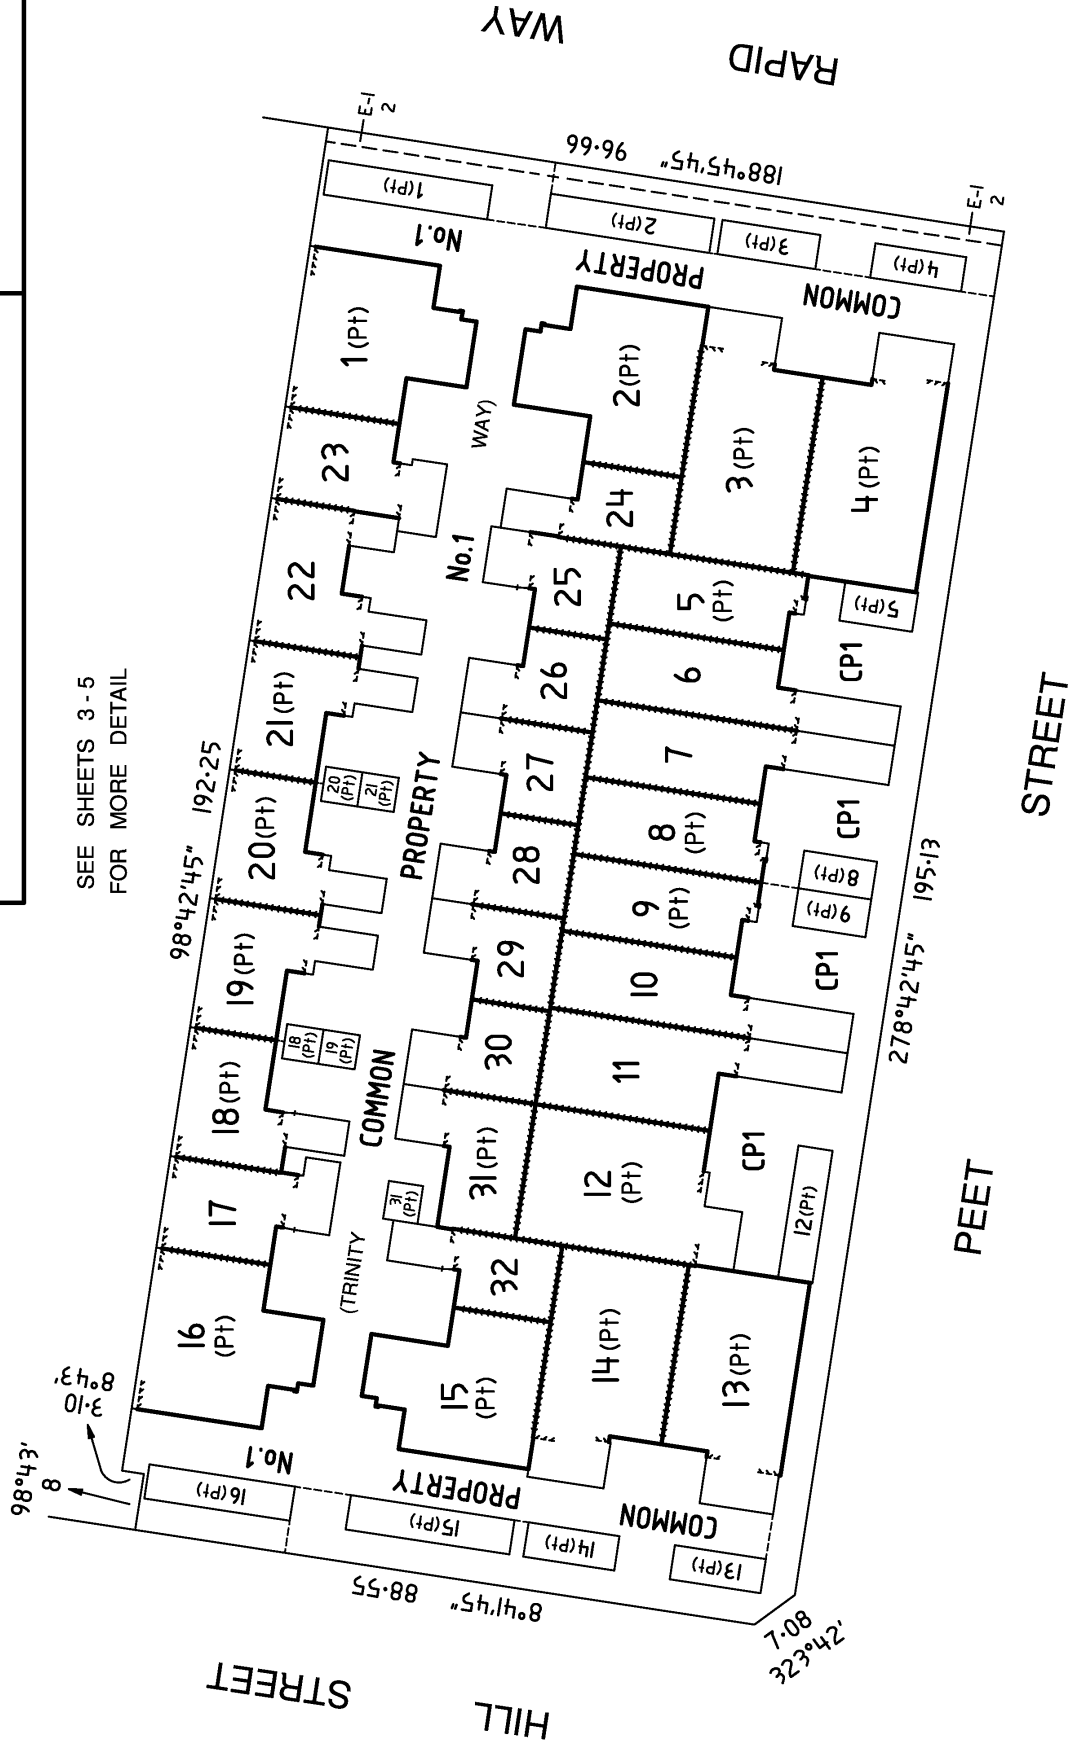 RAPID WAY
E-1
2
188°45'45" 96·66
E-1
2
1(Pt)
2(Pt)
3(Pt)
4(Pt)
COMMON PROPERTY No.1
1(Pt)
2(Pt)
3(Pt)
4(Pt)
23
24
22
25
5
(Pt)
5(Pt)
21(Pt)
26
6
CP1
20
(Pt)
21
(Pt)
27
7
20(Pt)
28
8
(Pt)
CP1
8(Pt)
9(Pt)
19(Pt)
29
9
(Pt)
CP1
18
(Pt)
19
(Pt)
30
10
18(Pt)
31(Pt)
11
31
(Pt)
17
12
(Pt)
CP1
12(Pt)
32
16
(Pt)
15
(Pt)
14(Pt)
13(Pt)
COMMON PROPERTY No.1
(TRINITY WAY)
COMMON PROPERTY No.1
16(Pt)
15(Pt)
14(Pt)
13(Pt)
SEE SHEETS 3 - 5
FOR MORE DETAIL
98°42'45" 192·25
278°42'45" 195·13
PEET STREET
8°43'
3·10
98°43'
8
8°41'45" 88·55
7·08
323°42'
HILL STREET